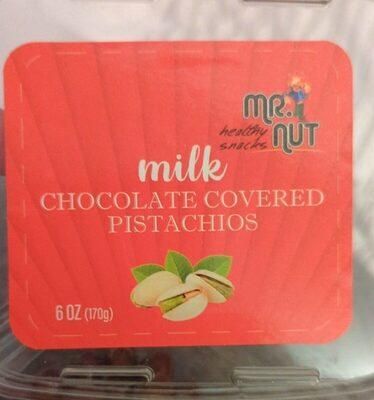 MR.
healthy
snacks NUT
milk
CHOCOLATE COVERED
PISTACHIOS
6 OZ (170g)